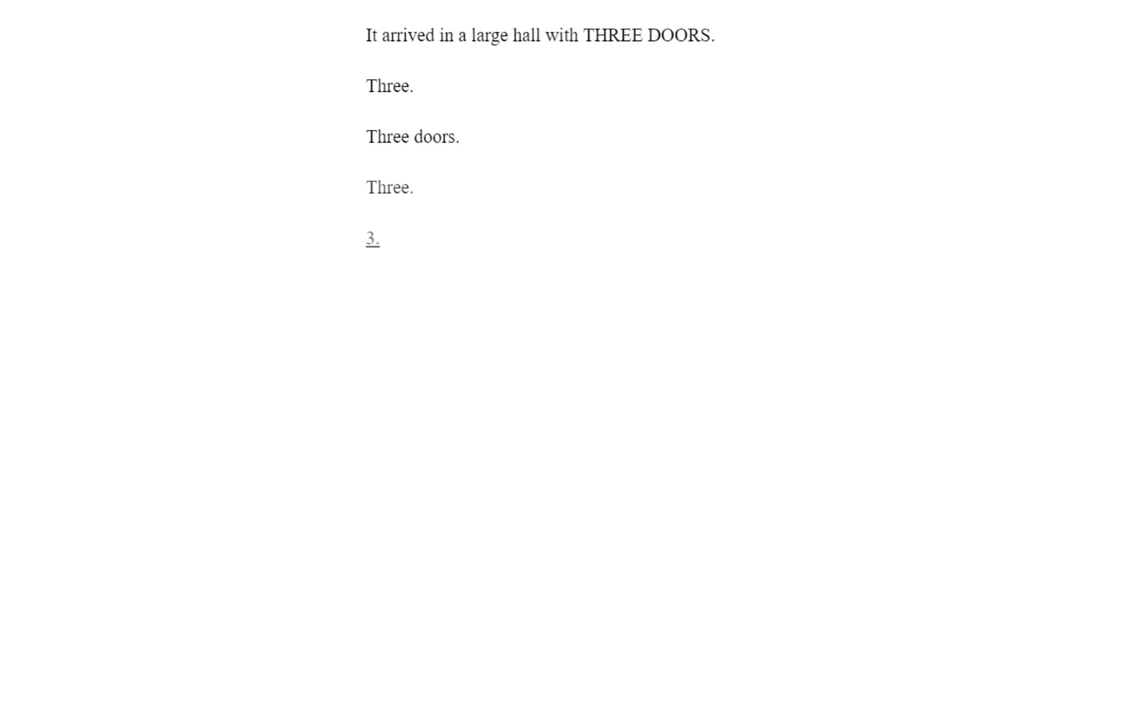 It arrived in a large hall with THREE DOORS.
Three.
Three doors.
Three.
3.